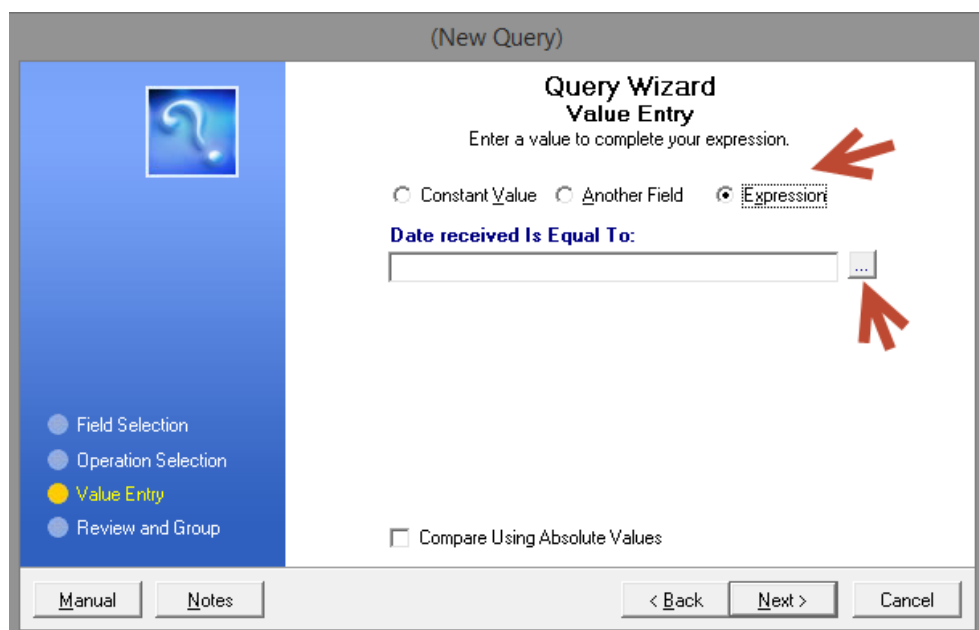 (New Query)
Query Wizard
Value Entry
Enter a value to complete your expression.
Constant Value Another Field Expression
Date received Is Equal To:
...
Field Selection
Operation Selection
Value Entry
Review and Group
Compare Using Absolute Values
Manual Notes < Back Next > Cancel